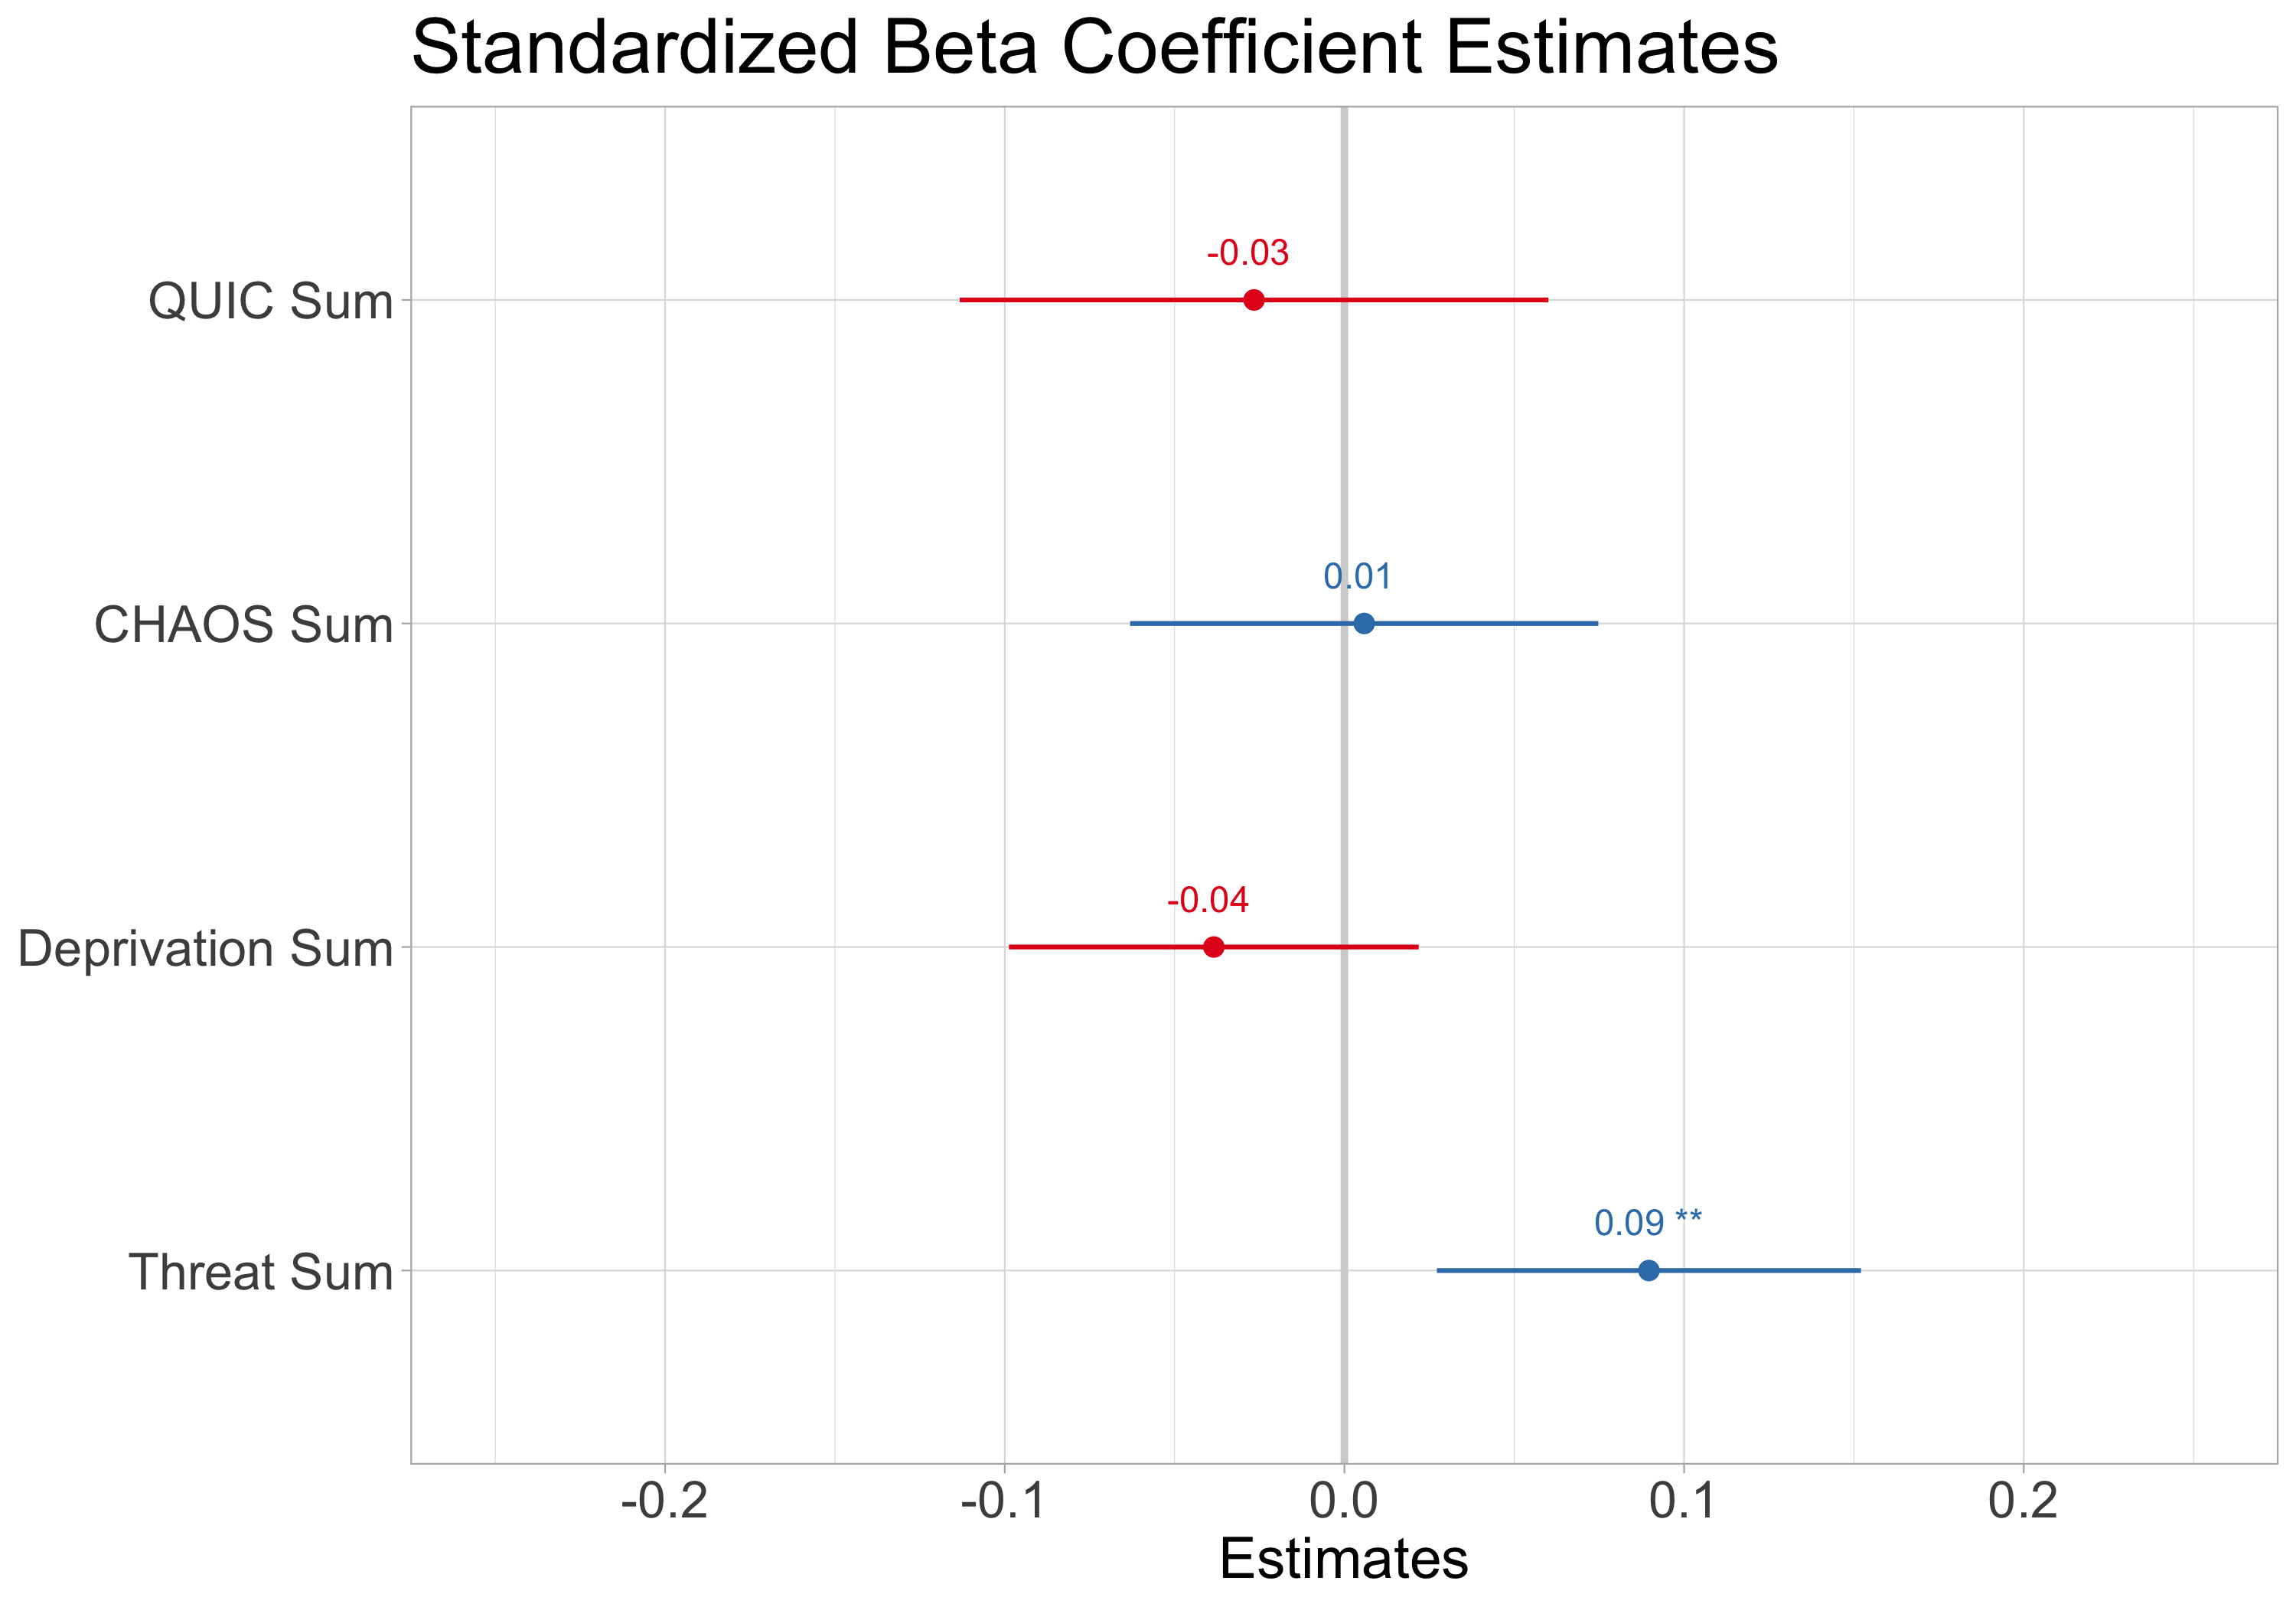 Standardized Beta Coefficient Estimates
QUIC Sum
-0.03
CHAOS Sum
0.01
Deprivation Sum
-0.04
Threat Sum
0.09 **
-0.2 -0.1 0.0 0.1 0.2
Estimates